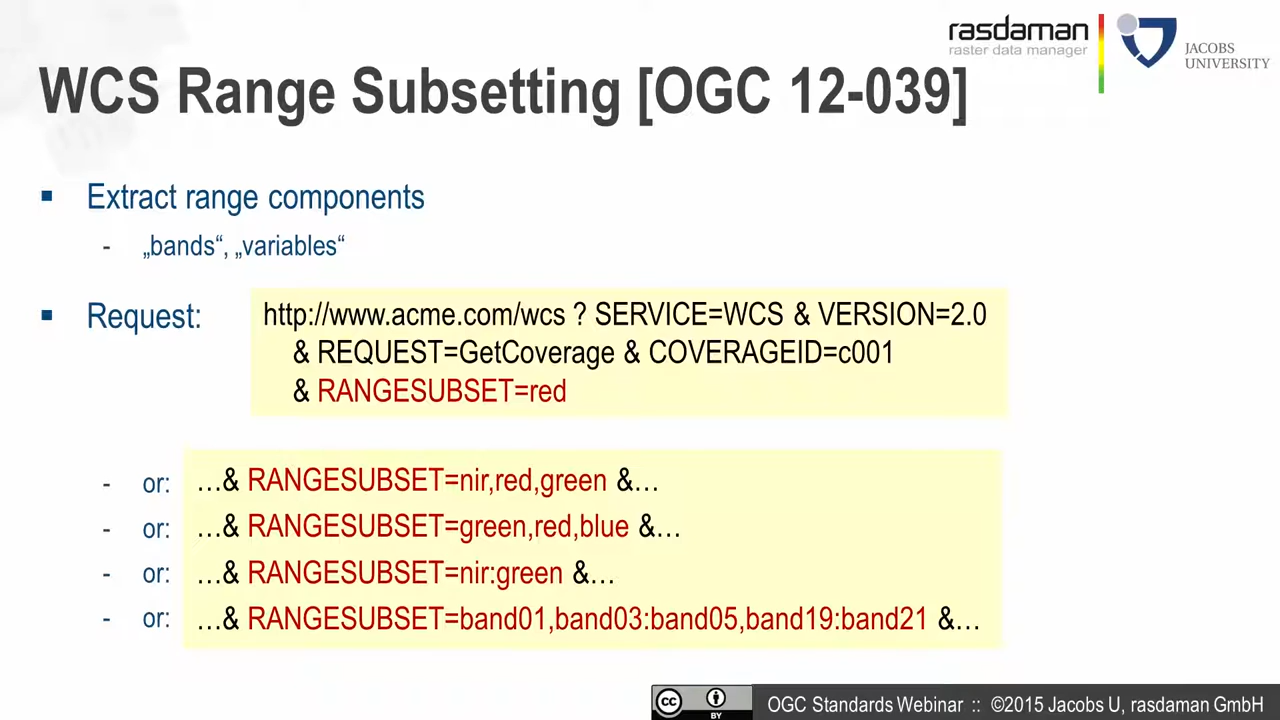 rasdaman
raster data manager
JACOBS
UNIVERSITY
WCS Range Subsetting [OGC 12-039]
▪ Extract range components
- „bands“, „variables“
▪ Request:
http://www.acme.com/wcs ? SERVICE=WCS & VERSION=2.0
& REQUEST=GetCoverage & COVERAGEID=c001
& RANGESUBSET=red
- or: …& RANGESUBSET=nir,red,green &…
- or: …& RANGESUBSET=green,red,blue &…
- or: …& RANGESUBSET=nir:green &…
- or: …& RANGESUBSET=band01,band03:band05,band19:band21 &…
cc BY OGC Standards Webinar :: ©2015 Jacobs U, rasdaman GmbH